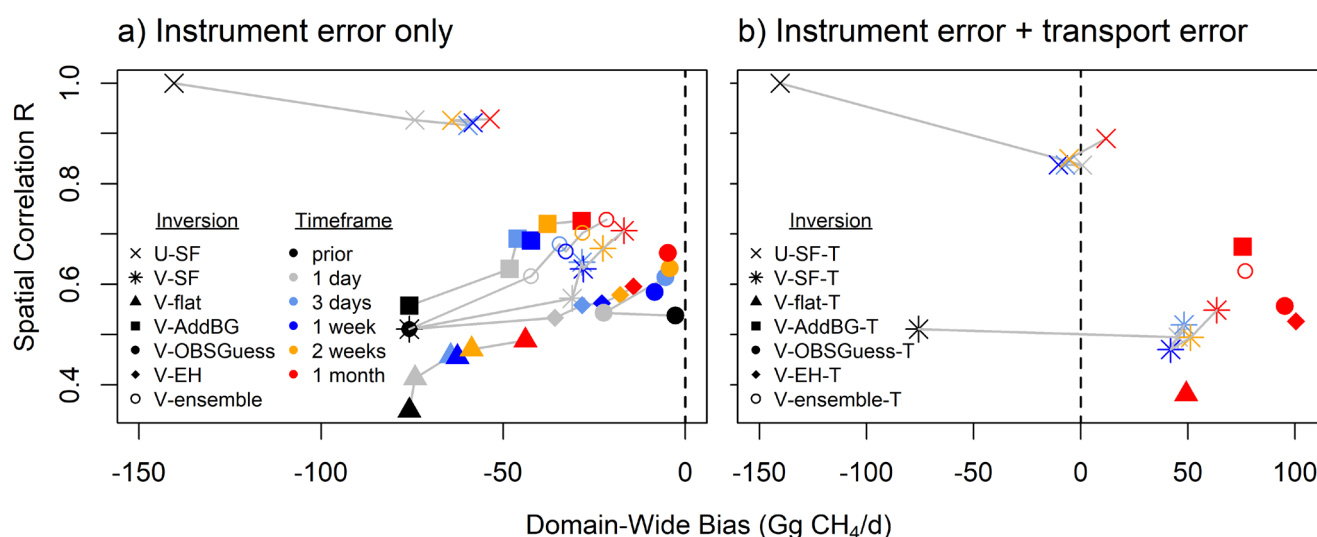 a) Instrument error only
b) Instrument error + transport error
Spatial Correlation R
1.0
0.8
0.6
0.4
Inversion
U-SF
V-SF
V-flat
V-AddBG
V-OBSGuess
V-EH
V-ensemble
Timeframe
prior
1 day
3 days
1 week
2 weeks
1 month
Inversion
U-SF-T
V-SF-T
V-flat-T
V-AddBG-T
V-OBSGuess-T
V-EH-T
V-ensemble-T
-150 -100 -50 0
-150 -100 -50 0 50 100
Domain-Wide Bias (Gg CH₄/d)